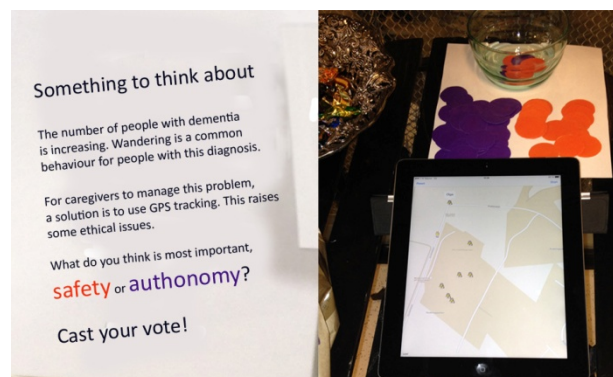 Something to think about
The number of people with dementia
is increasing. Wandering is a common
behaviour for people with this diagnosis.
For caregivers to manage this problem,
a solution is to use GPS tracking. This raises
some ethical issues.
What do you think is most important,
safety or authonomy?
Cast your vote!